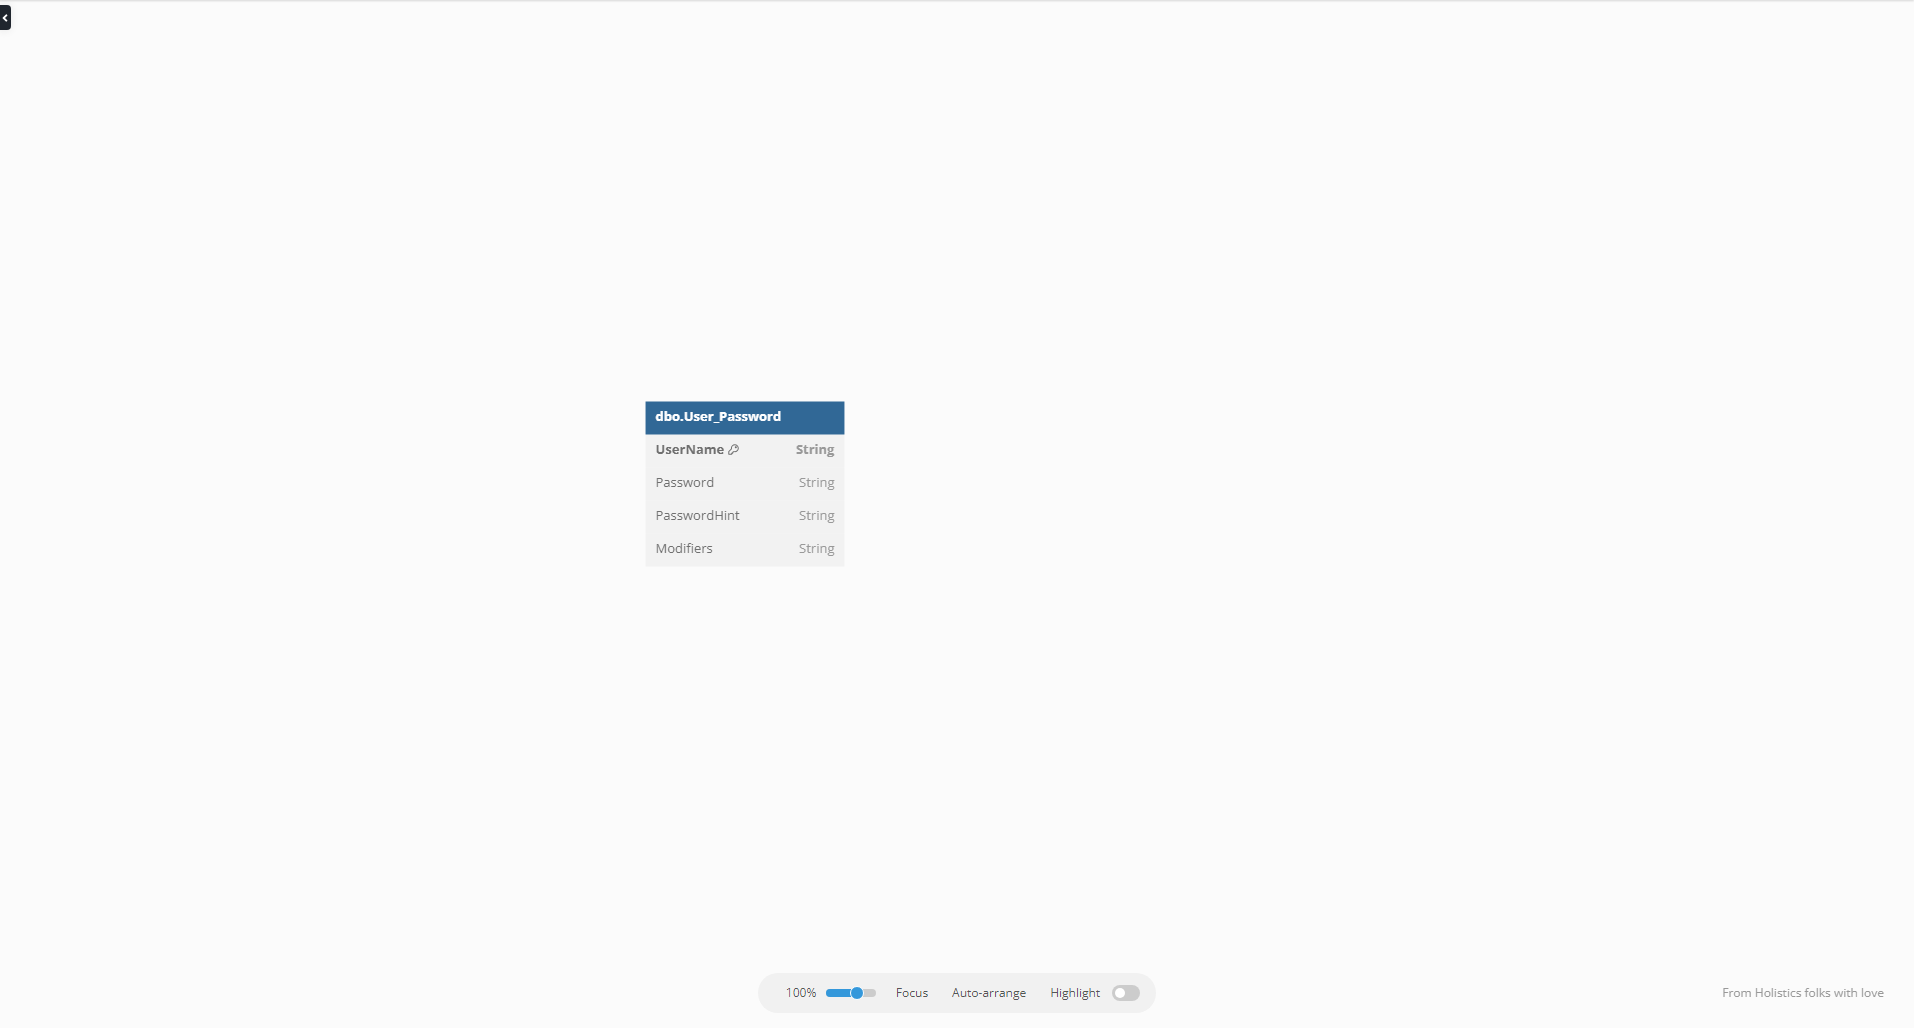 dbo.User_Password
UserName String
Password String
PasswordHint String
Modifiers String
100% Focus Auto-arrange Highlight
From Holistics folks with love